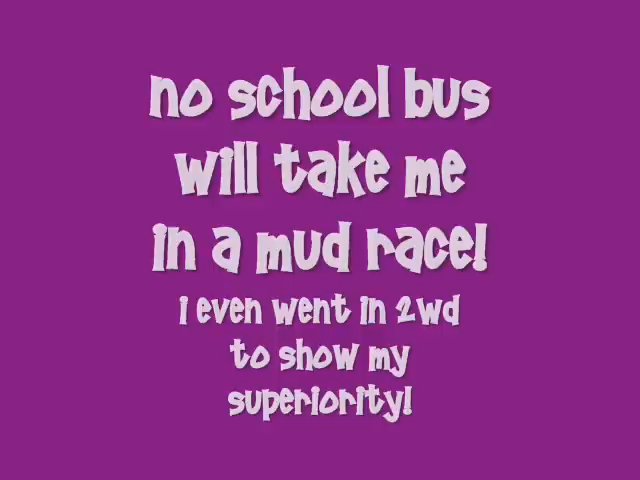 no school bus
will take me
in a mud race!
i even went in 2wd
to show my
superiority!